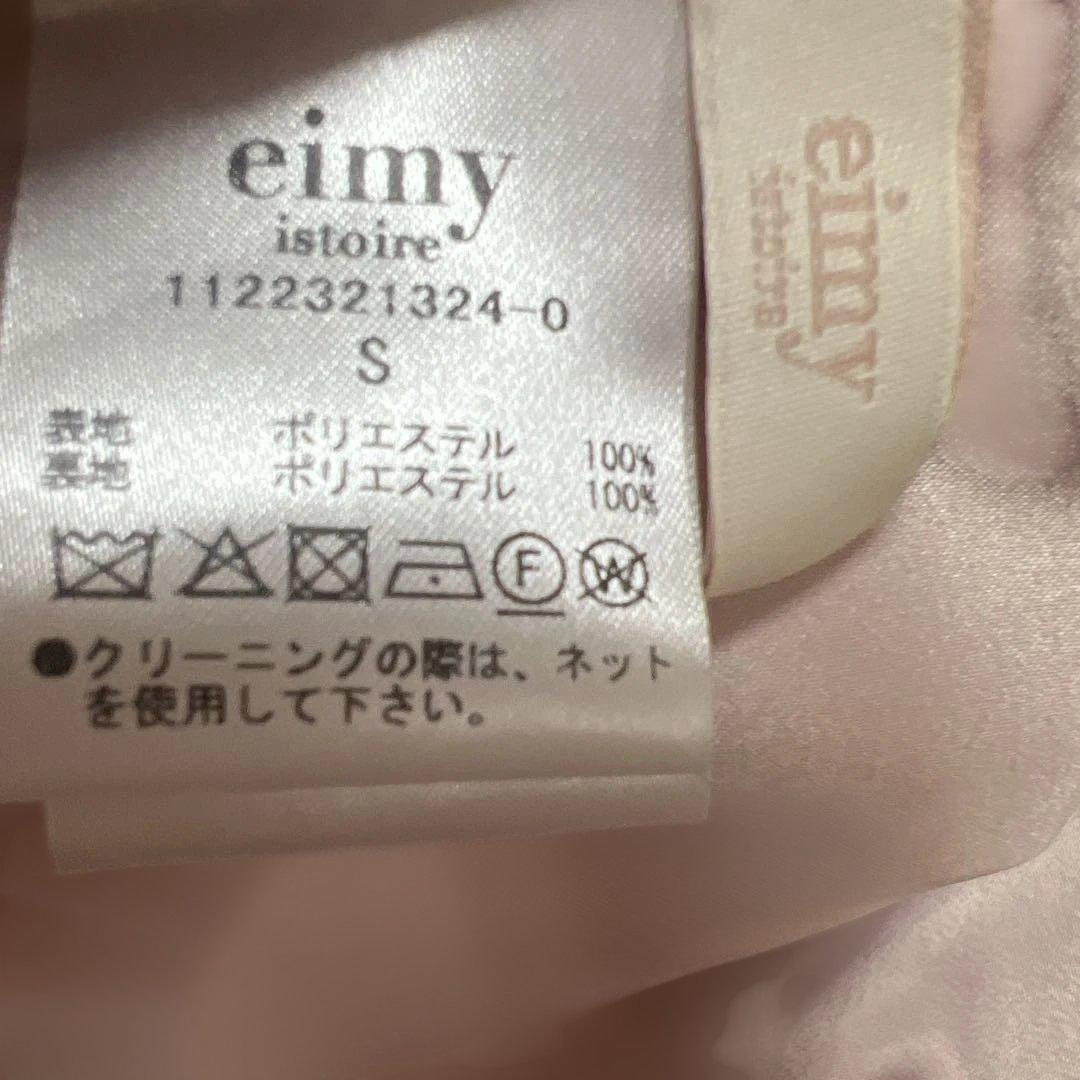 eimy
istoire
1122321324-0
S
表地 ポリエステル 100%
裏地 ポリエステル 100%
F
W
●クリーニングの際は、ネット
を使用して下さい。
eimy
istoire